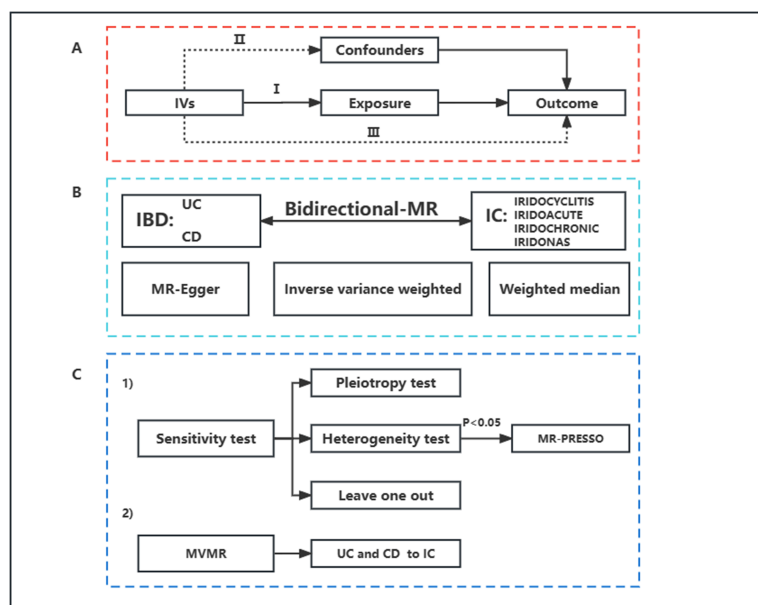 A
II
Confounders
IVs
I
Exposure
Outcome
III
B
IBD:
UC
CD
Bidirectional-MR
IC:
IRIDOCYCLITIS
IRIDOACUTE
IRIDOCHRONIC
IRIDONAS
MR-Egger
Inverse variance weighted
Weighted median
C
1)
Pleiotropy test
Sensitivity test
Heterogeneity test
P<0.05
MR-PRESSO
Leave one out
2)
MVMR
UC and CD to IC